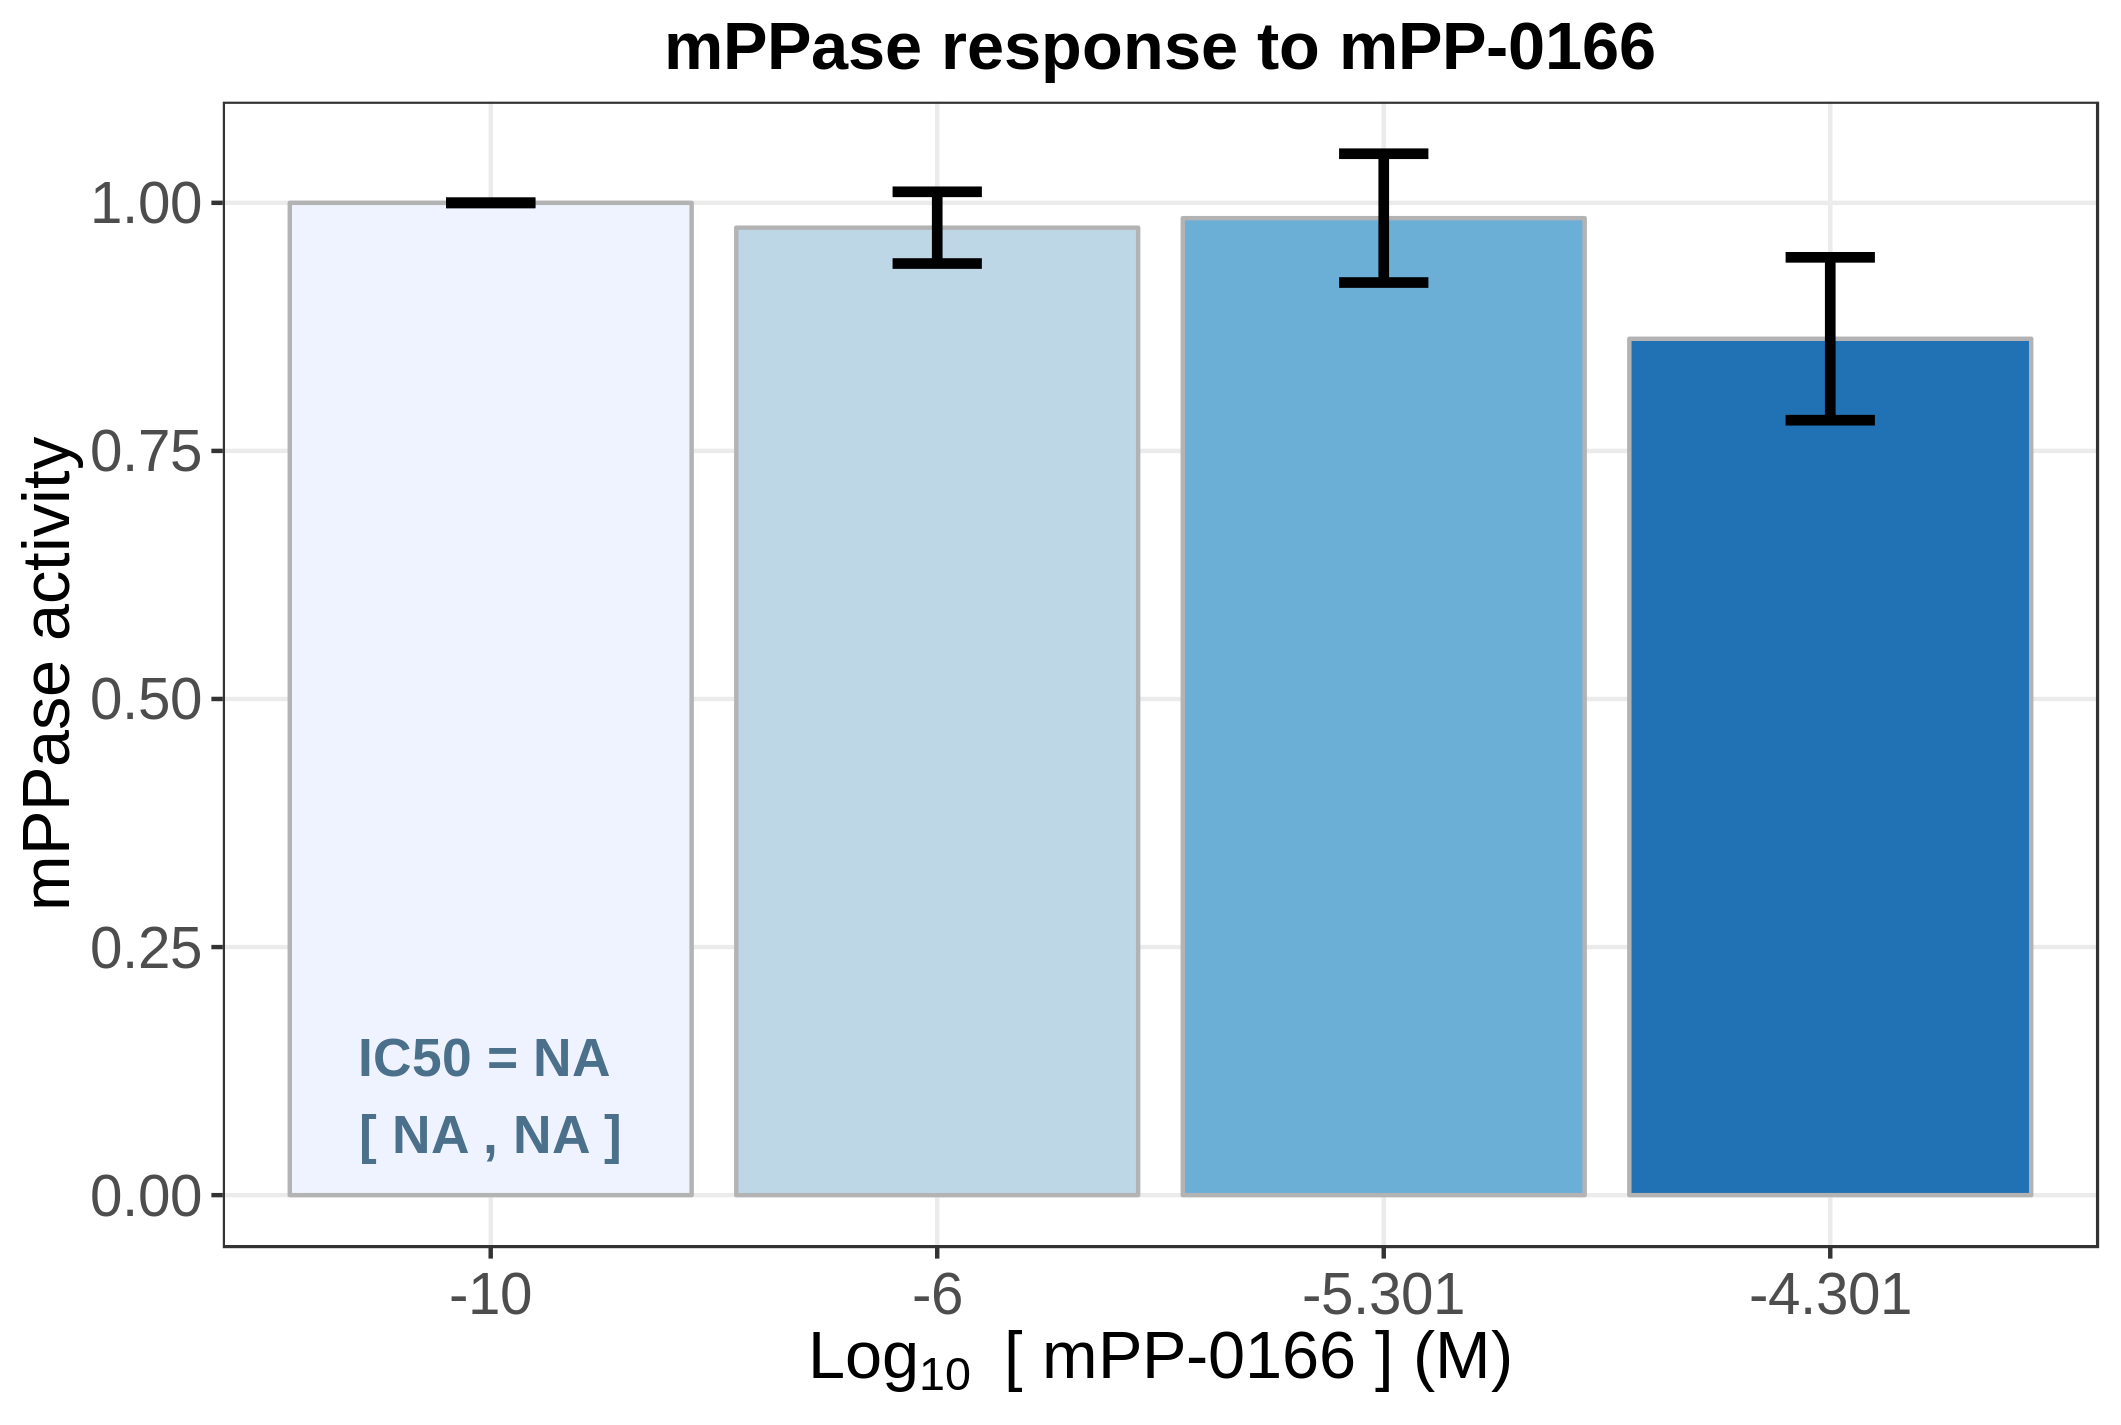 mPPase response to mPP-0166
mPPase activity
1.00
0.75
0.50
0.25
0.00
IC50 = NA
[ NA , NA ]
-10
-6
-5.301
-4.301
Log₁₀ [ mPP-0166 ] (M)